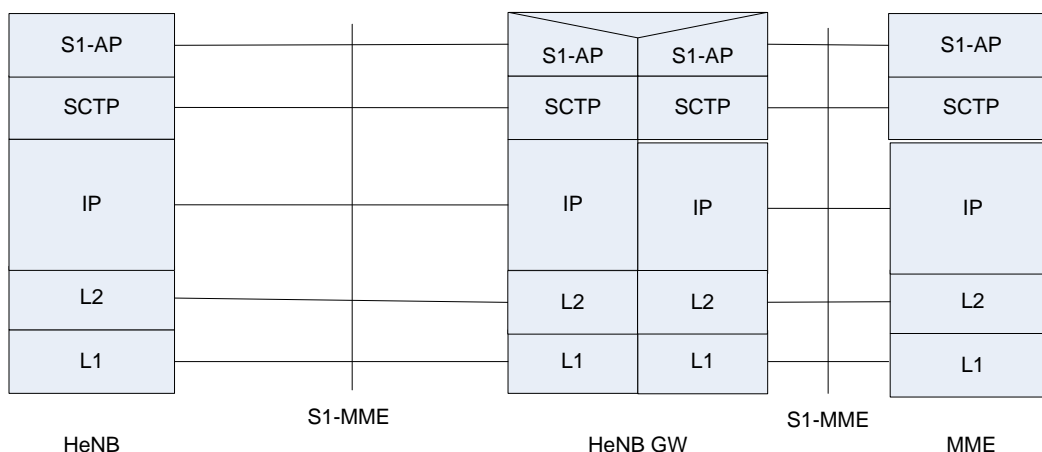 S1-AP
S1-AP S1-AP
S1-AP
SCTP
SCTP SCTP
SCTP
IP
IP IP
IP
L2
L2 L2
L2
L1
L1 L1
L1
S1-MME
S1-MME
HeNB
HeNB GW
MME